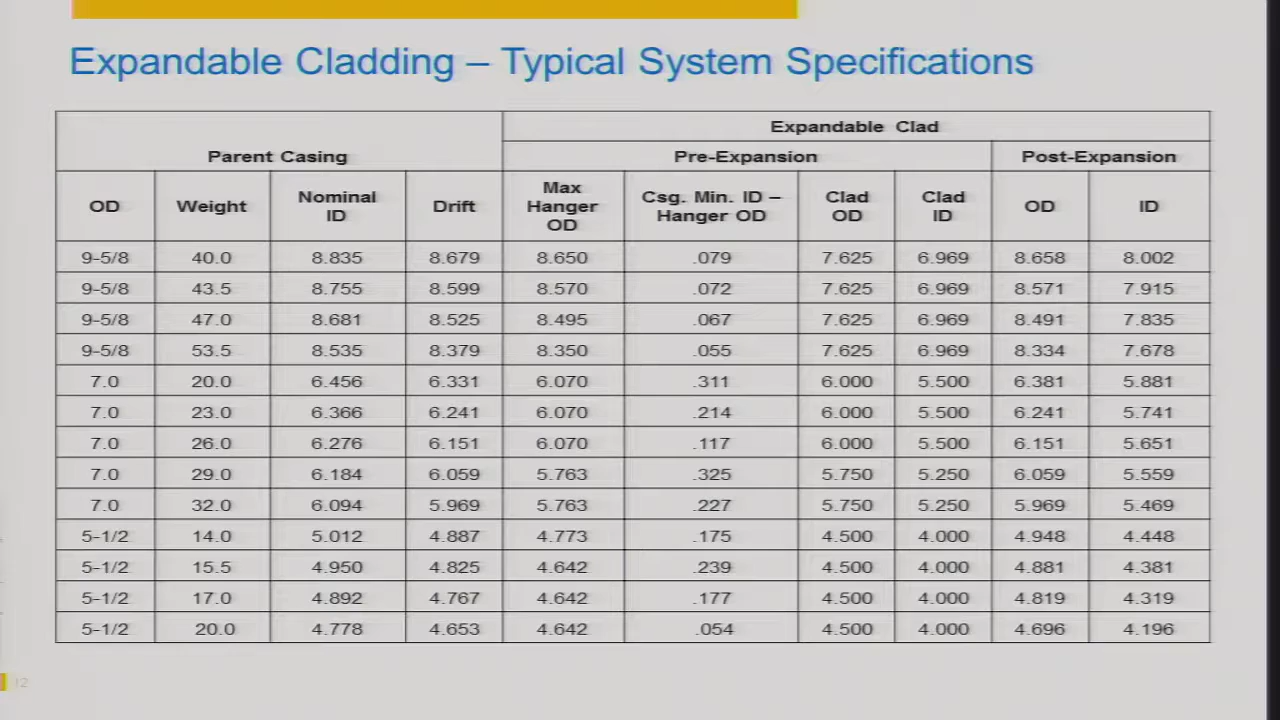 Expandable Cladding – Typical System Specifications
Parent Casing
Expandable Clad
Pre-Expansion Post-Expansion
OD Weight Nominal ID Drift Max Hanger OD Csg. Min. ID – Hanger OD Clad OD Clad ID OD ID
9-5/8 40.0 8.835 8.679 8.650 .079 7.625 6.969 8.658 8.002
9-5/8 43.5 8.755 8.599 8.570 .072 7.625 6.969 8.571 7.915
9-5/8 47.0 8.681 8.525 8.495 .067 7.625 6.969 8.491 7.835
9-5/8 53.5 8.535 8.379 8.350 .055 7.625 6.969 8.334 7.678
7.0 20.0 6.456 6.331 6.070 .311 6.000 5.500 6.381 5.881
7.0 23.0 6.366 6.241 6.070 .214 6.000 5.500 6.241 5.741
7.0 26.0 6.276 6.151 6.070 .117 6.000 5.500 6.151 5.651
7.0 29.0 6.184 6.059 5.763 .325 5.750 5.250 6.059 5.559
7.0 32.0 6.094 5.969 5.763 .227 5.750 5.250 5.969 5.469
5-1/2 14.0 5.012 4.887 4.773 .175 4.500 4.000 4.948 4.448
5-1/2 15.5 4.950 4.825 4.642 .239 4.500 4.000 4.881 4.381
5-1/2 17.0 4.892 4.767 4.642 .177 4.500 4.000 4.819 4.319
5-1/2 20.0 4.778 4.653 4.642 .054 4.500 4.000 4.696 4.196
12